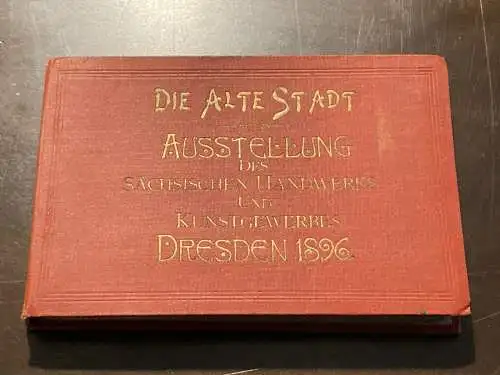 DIE ALTE STADT
AUSSTELLUNG
DES
SÄCHSISCHEN HANDWERKS
UND
KUNSTGEWERBES
DRESDEN 1896.